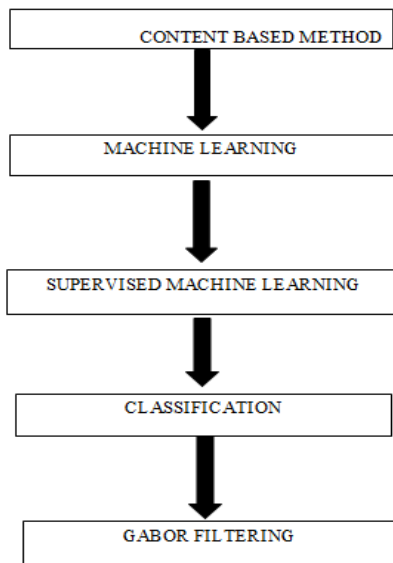 CONTENT BASED METHOD
MACHINE LEARNING
SUPERVISED MACHINE LEARNING
CLASSIFICATION
GABOR FILTERING